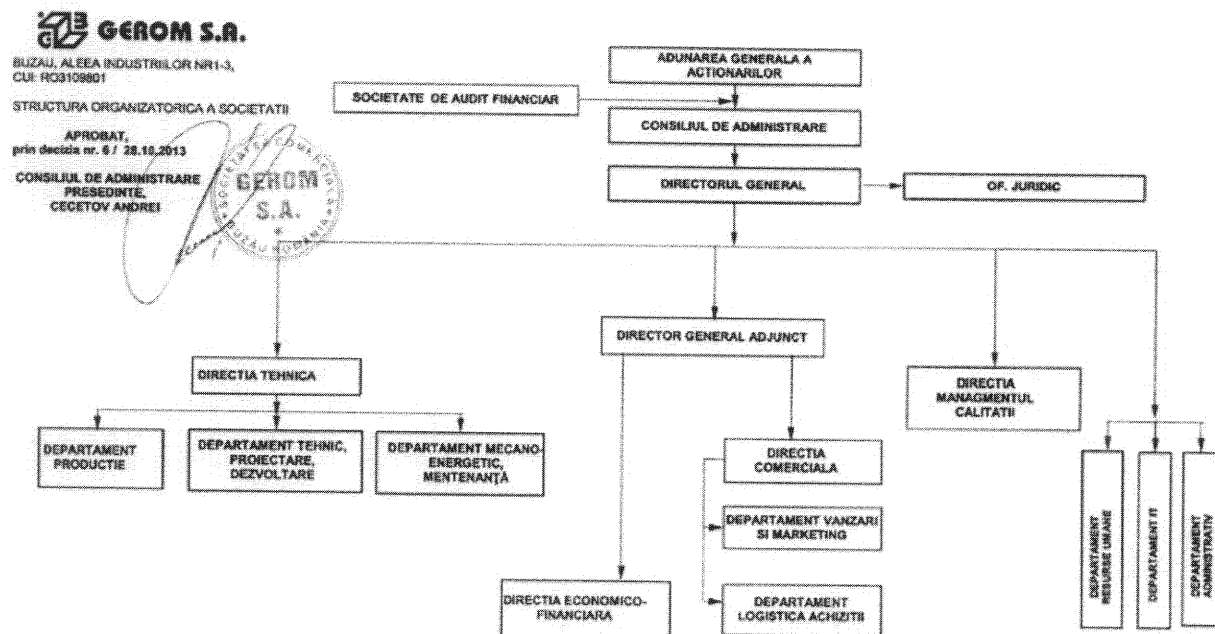 GEROM S.A.
BUZAU, ALEEA INDUSTRIILOR NR1-3,
CUI: RO3109801
STRUCTURA ORGANIZATORICA A SOCIETATII
APROBAT,
prin decizia nr. 6 / 28.10.2013
CONSILIUL DE ADMINISTRARE
PRESEDINTE,
CECETOV ANDREI
SOCIETATEA COMERCIALA
GEROM
S.A.
BUZAU ROMANIA
ADUNAREA GENERALA A
ACTIONARILOR
SOCIETATE DE AUDIT FINANCIAR
CONSILIUL DE ADMINISTRARE
DIRECTORUL GENERAL
OF. JURIDIC
DIRECTOR GENERAL ADJUNCT
DIRECTIA TEHNICA
DIRECTIA
MANAGMENTUL
CALITATII
DEPARTAMENT
PRODUCTIE
DEPARTAMENT TEHNIC,
PROIECTARE,
DEZVOLTARE
DEPARTAMENT MECANO-
ENERGETIC,
MENTENANŢĂ
DIRECTIA
COMERCIALA
DEPARTAMENT VANZARI
SI MARKETING
DIRECTIA ECONOMICO-
FINANCIARA
DEPARTAMENT
LOGISTICA ACHIZITII
DEPARTAMENT
RESURSE UMANE
DEPARTAMENT IT
DEPARTAMENT
ADMINISTRATIV